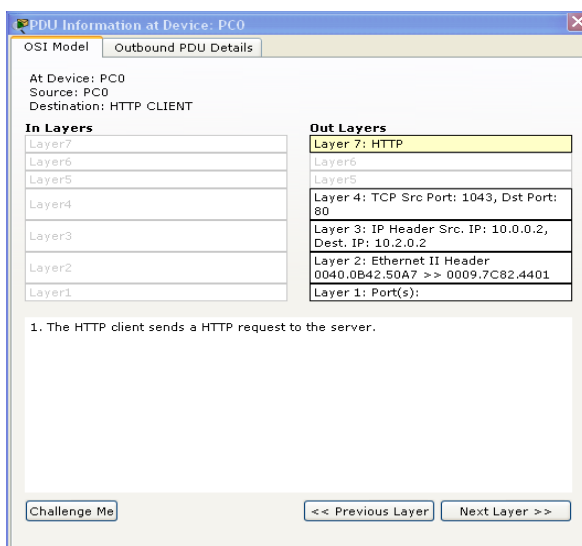 PDU Information at Device: PC0
OSI Model
Outbound PDU Details
At Device: PC0
Source: PC0
Destination: HTTP CLIENT
In Layers
Layer7
Layer6
Layer5
Layer4
Layer3
Layer2
Layer1
Out Layers
Layer 7: HTTP
Layer6
Layer5
Layer 4: TCP Src Port: 1043, Dst Port:
80
Layer 3: IP Header Src. IP: 10.0.0.2,
Dest. IP: 10.2.0.2
Layer 2: Ethernet II Header
0040.0B42.50A7 >> 0009.7C82.4401
Layer 1: Port(s):
1. The HTTP client sends a HTTP request to the server.
Challenge Me
<< Previous Layer
Next Layer >>